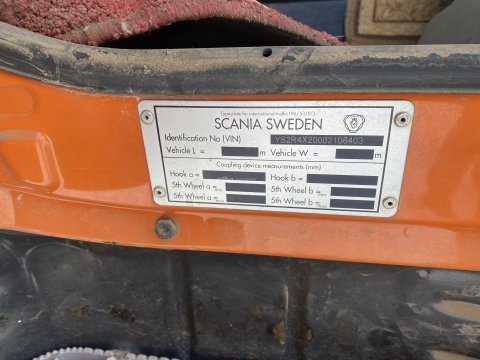 Type plate for international traffic (96/53/EC)
SCANIA SWEDEN
Identification No (VIN) YS2R4X20002106403
Vehicle L = m Vehicle W = m
Coupling device measurements (mm)
Hook a = Hook b =
5th Wheel a = 5th Wheel b =
5th Wheel a = 5th Wheel b =